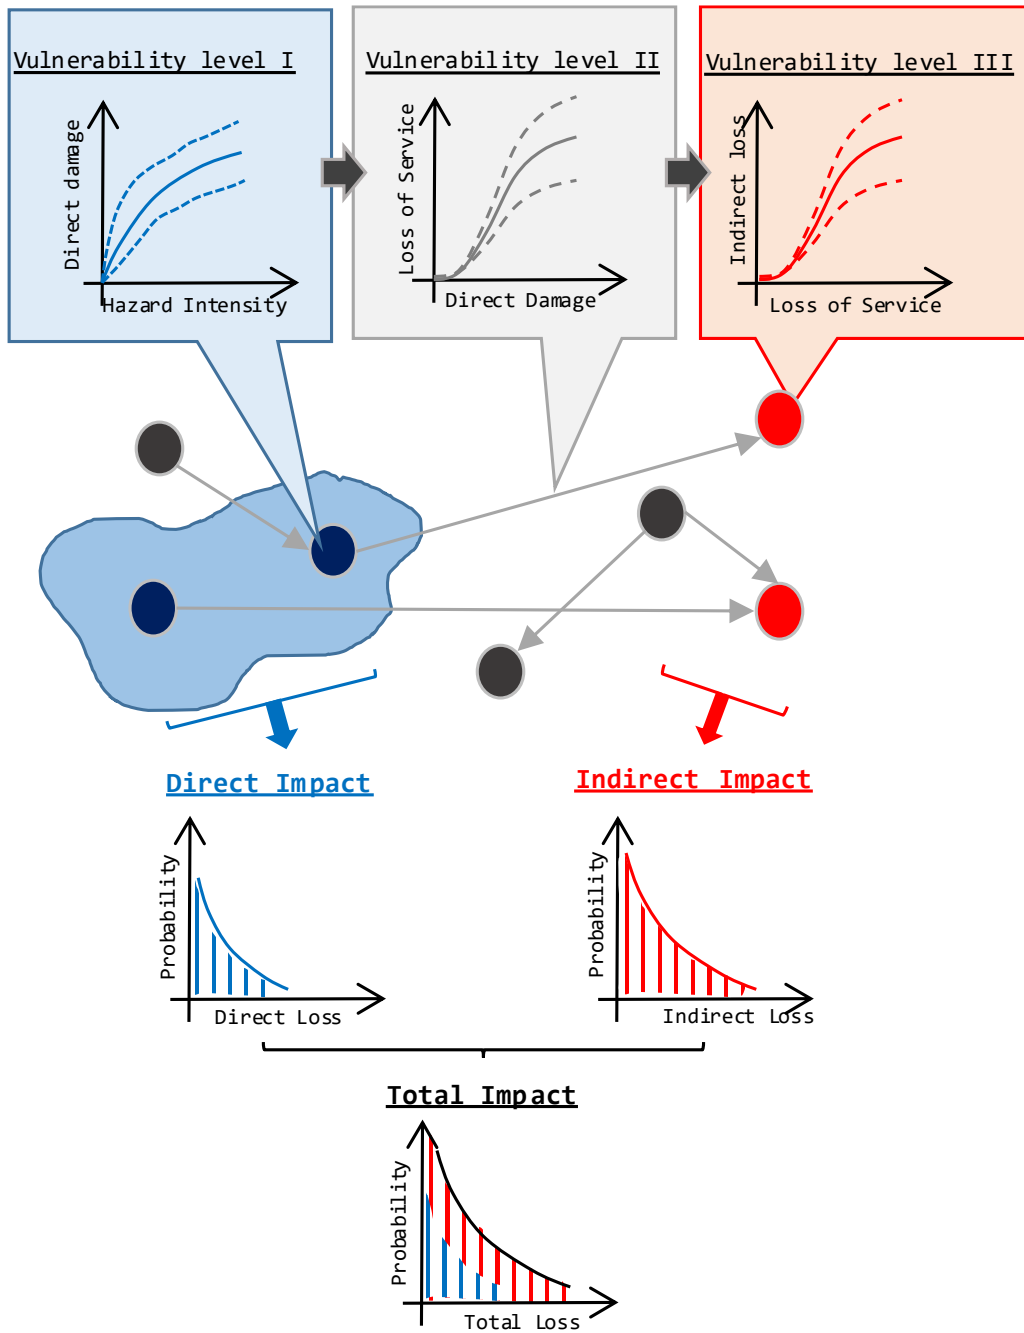 Vulnerability level I
Vulnerability level II
Vulnerability level III
Direct damage
Hazard Intensity
Loss of Service
Direct Damage
Indirect loss
Loss of Service
Direct Impact
Indirect Impact
Probability
Direct Loss
Probability
Indirect Loss
Total Impact
Probability
Total Loss